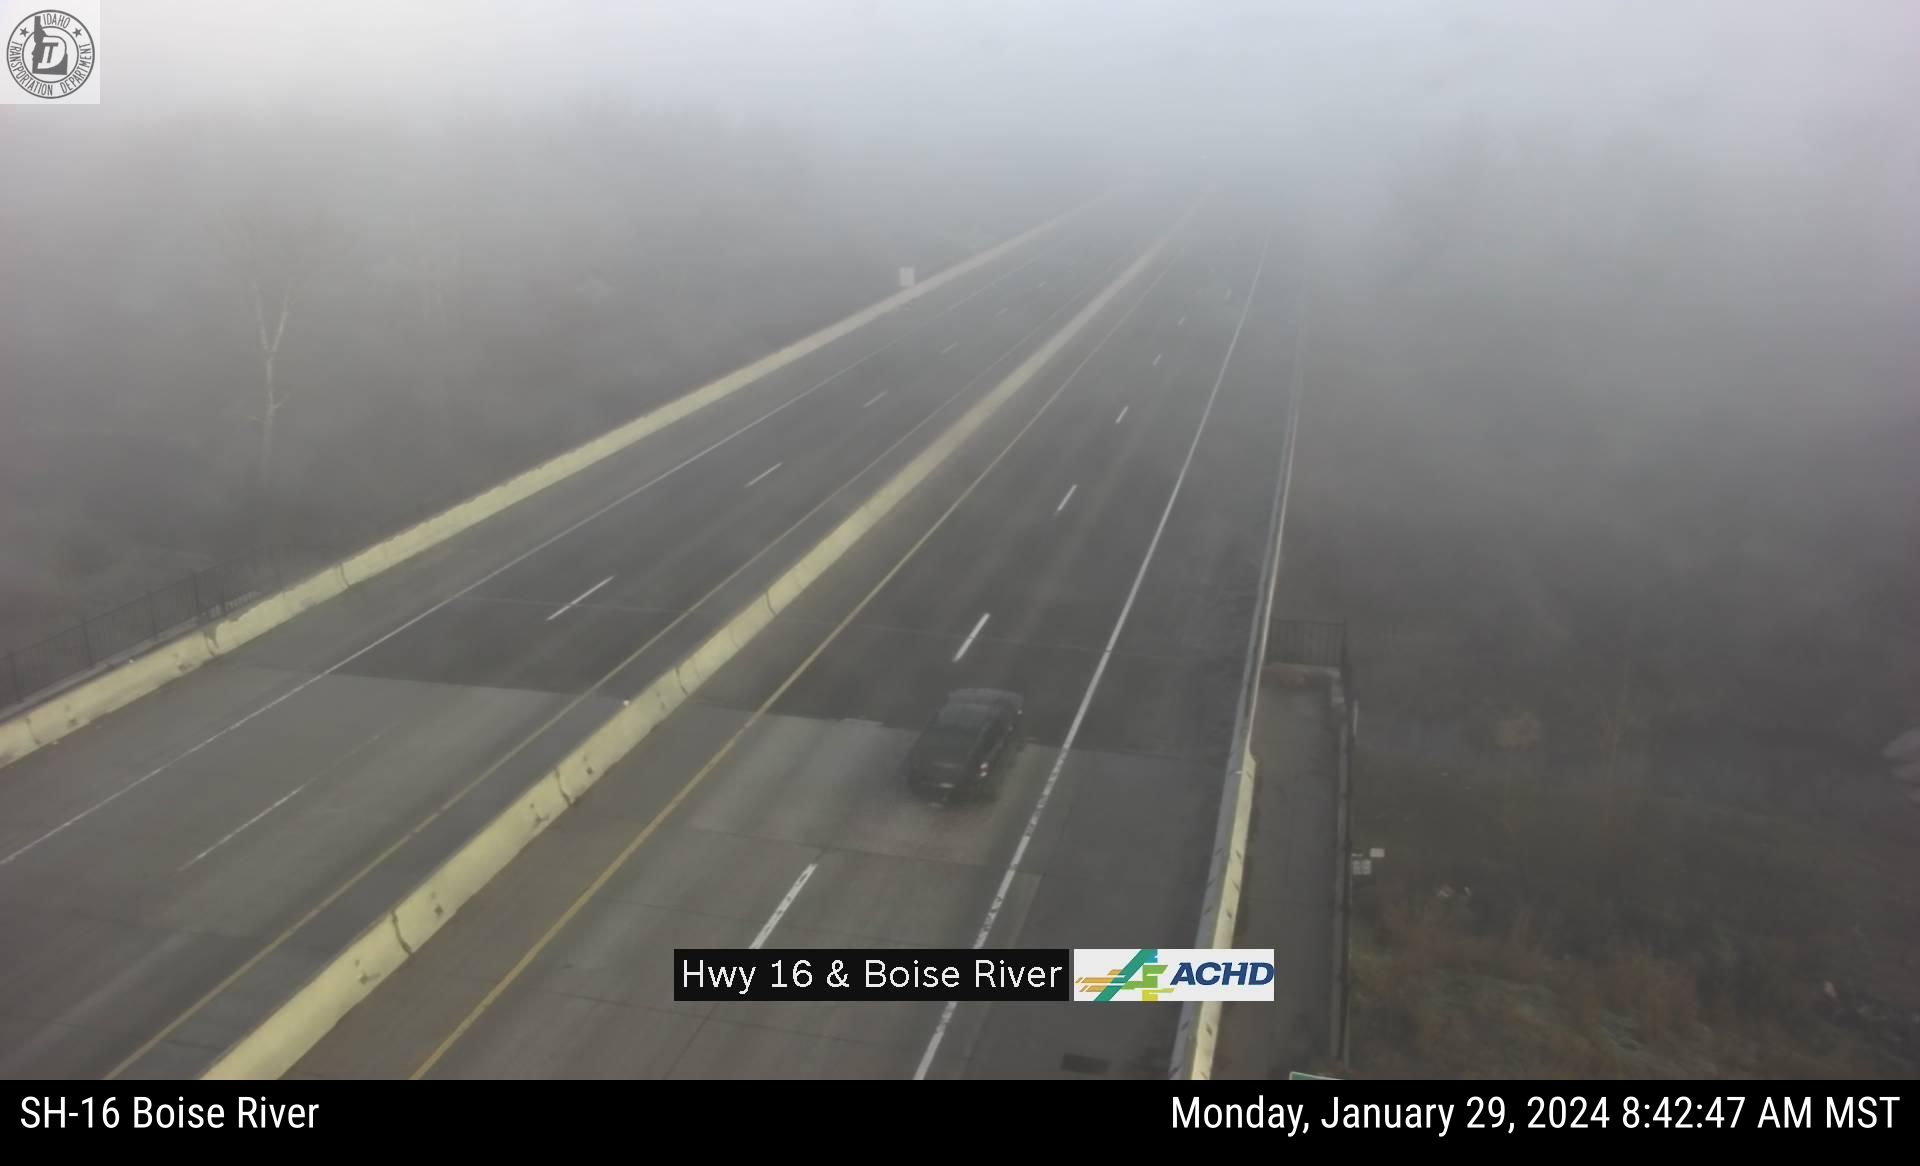 IDAHO
TRANSPORTATION DEPARTMENT
Hwy 16 & Boise River
ACHD
SH-16 Boise River
Monday, January 29, 2024 8:42:47 AM MST